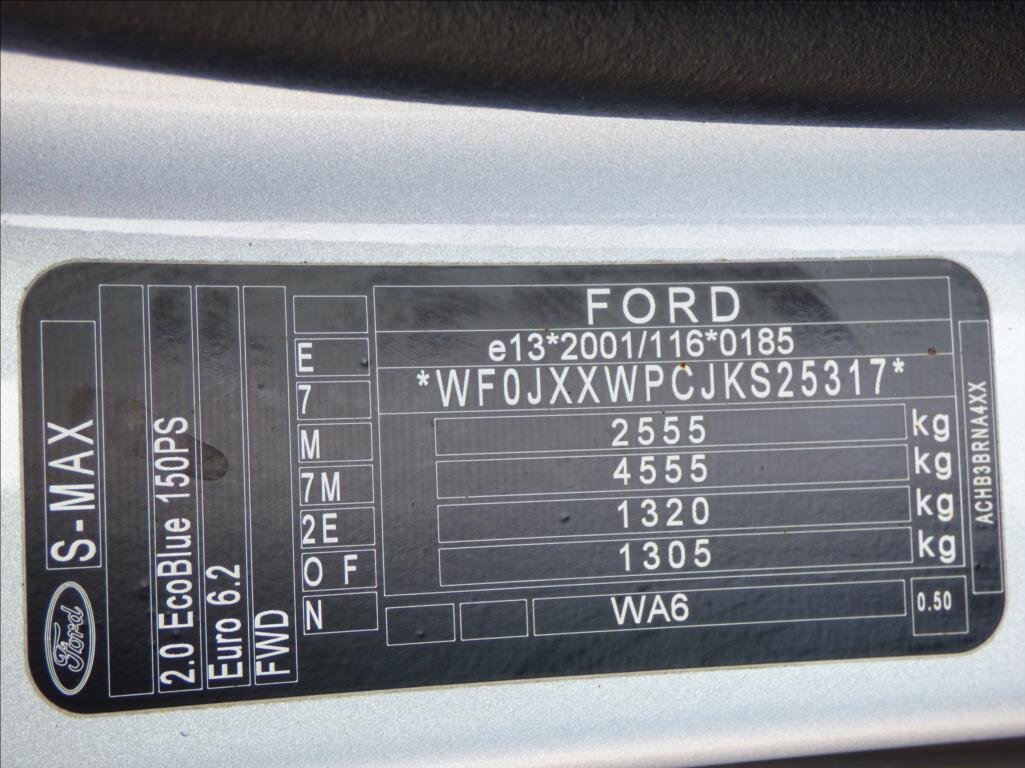 Ford
S-MAX
2.0 EcoBlue 150PS
Euro 6.2
FWD
E
7
M
7M
2E
O F
N
FORD
e13*2001/116*0185
*WF0JXXWPCJKS25317*
2555 kg
4555 kg
1320 kg
1305 kg
WA6
0.50
ACHB3BRNA4XX